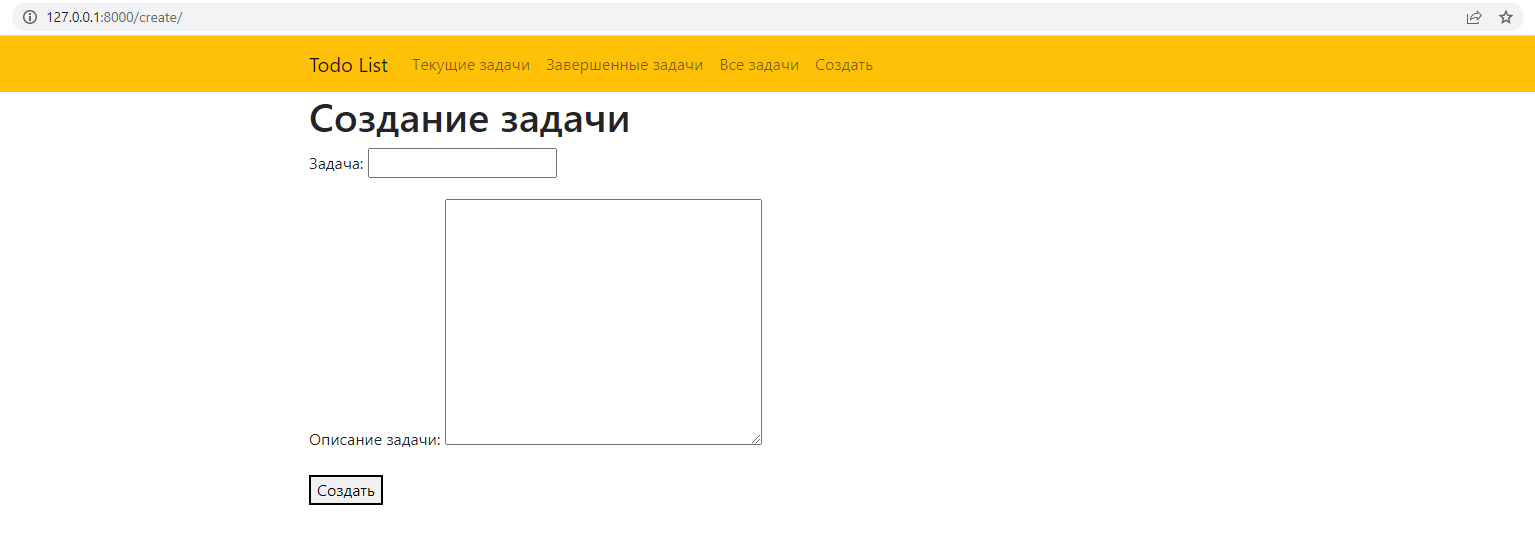 127.0.0.1:8000/create/
Todo List Текущие задачи Завершенные задачи Все задачи Создать
Создание задачи
Задача:
Описание задачи:
Создать